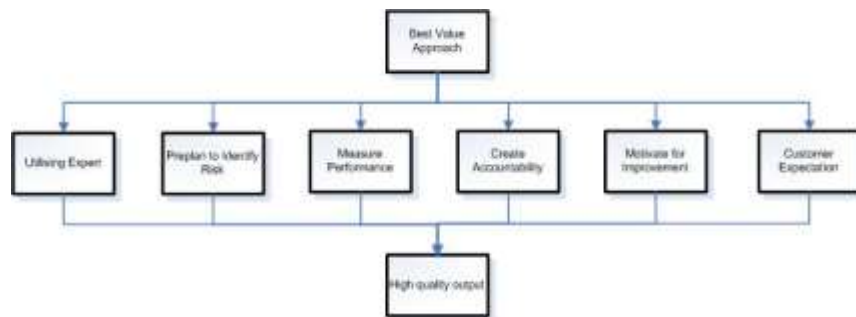 Best Value
Approach
Utilising Expert
Preplan to Identify
Risk
Measure
Performance
Create
Accountability
Motivate for
Improvement
Customer
Expectation
High quality output